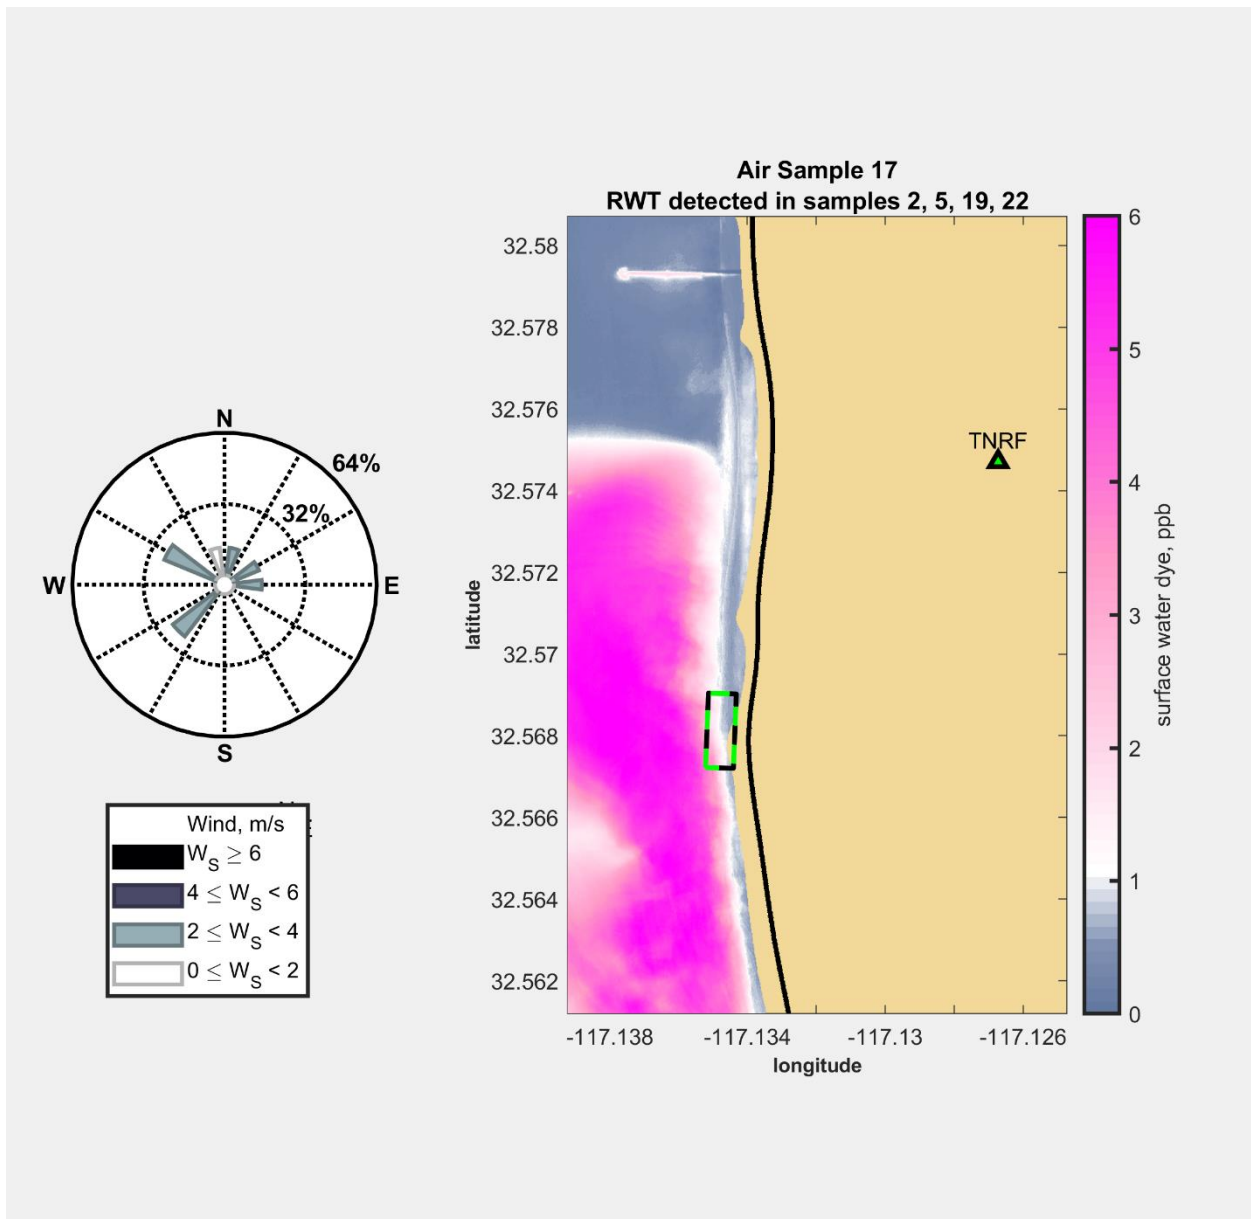 Air Sample 17
RWT detected in samples 2, 5, 19, 22
N
64%
32%
W
E
S
Wind, m/s
W_S ≥ 6
4 ≤ W_S < 6
2 ≤ W_S < 4
0 ≤ W_S < 2
latitude
32.58
32.578
32.576
32.574
32.572
32.57
32.568
32.566
32.564
32.562
TNRF
-117.138
-117.134
-117.13
-117.126
longitude
6
5
4
3
2
1
0
surface water dye, ppb